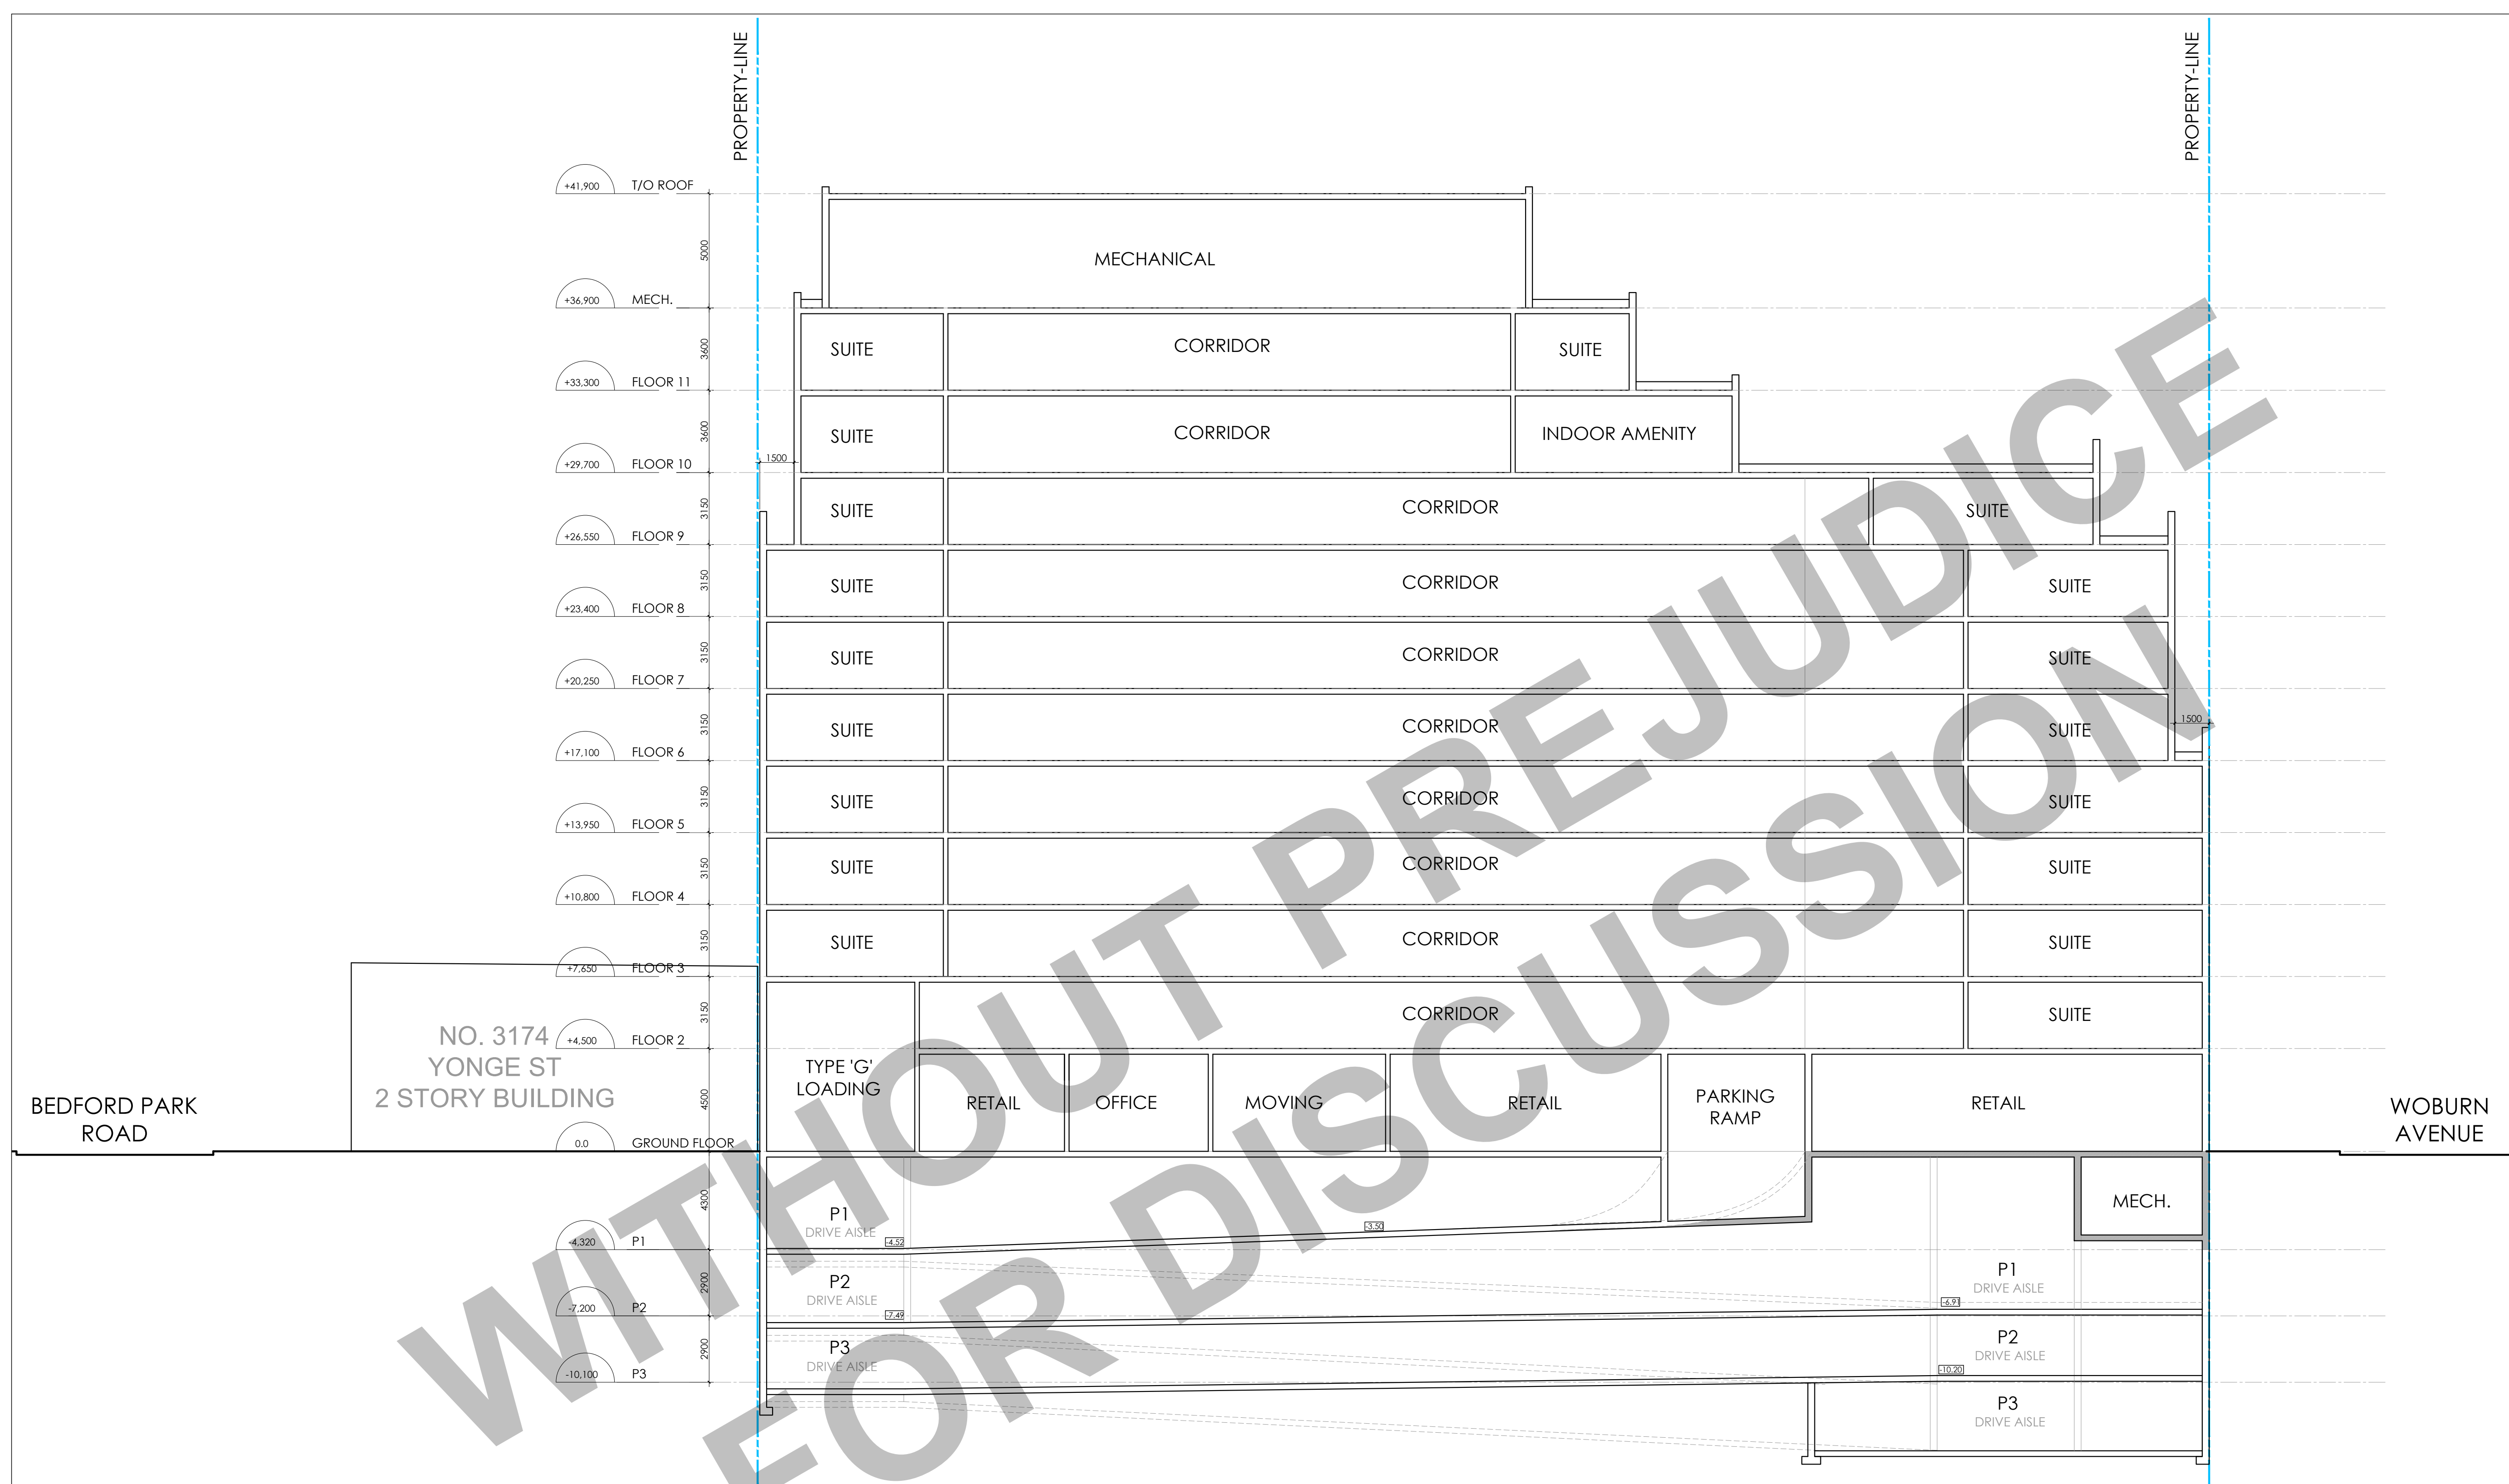 PROPERTY-LINE
PROPERTY-LINE
+41,900 T/O ROOF
5000
MECHANICAL
+36,900 MECH.
3600
SUITE CORRIDOR SUITE
+33,300 FLOOR 11
3600
SUITE CORRIDOR INDOOR AMENITY
1500
+29,700 FLOOR 10
3150
SUITE CORRIDOR SUITE
+26,550 FLOOR 9
3150
SUITE CORRIDOR SUITE
+23,400 FLOOR 8
3150
SUITE CORRIDOR SUITE
+20,250 FLOOR 7
3150
SUITE CORRIDOR SUITE
1500
+17,100 FLOOR 6
3150
SUITE CORRIDOR SUITE
+13,950 FLOOR 5
3150
SUITE CORRIDOR SUITE
+10,800 FLOOR 4
3150
SUITE CORRIDOR SUITE
+7,650 FLOOR 3
3150
CORRIDOR SUITE
+4,500 FLOOR 2
4500
NO. 3174
YONGE ST
2 STORY BUILDING
TYPE 'G'
LOADING
RETAIL OFFICE MOVING RETAIL
PARKING
RAMP
RETAIL
BEDFORD PARK
ROAD
WOBURN
AVENUE
0.0 GROUND FLOOR
4300
P1
DRIVE AISLE
-4.52
-3.50
MECH.
-4,320 P1
2900
P2
DRIVE AISLE
-7.49
P1
DRIVE AISLE
-6.91
-7,200 P2
2900
P3
DRIVE AISLE
P2
DRIVE AISLE
-10.20
-10,100 P3
P3
DRIVE AISLE
WITHOUT PREJUDICE
FOR DISCUSSION